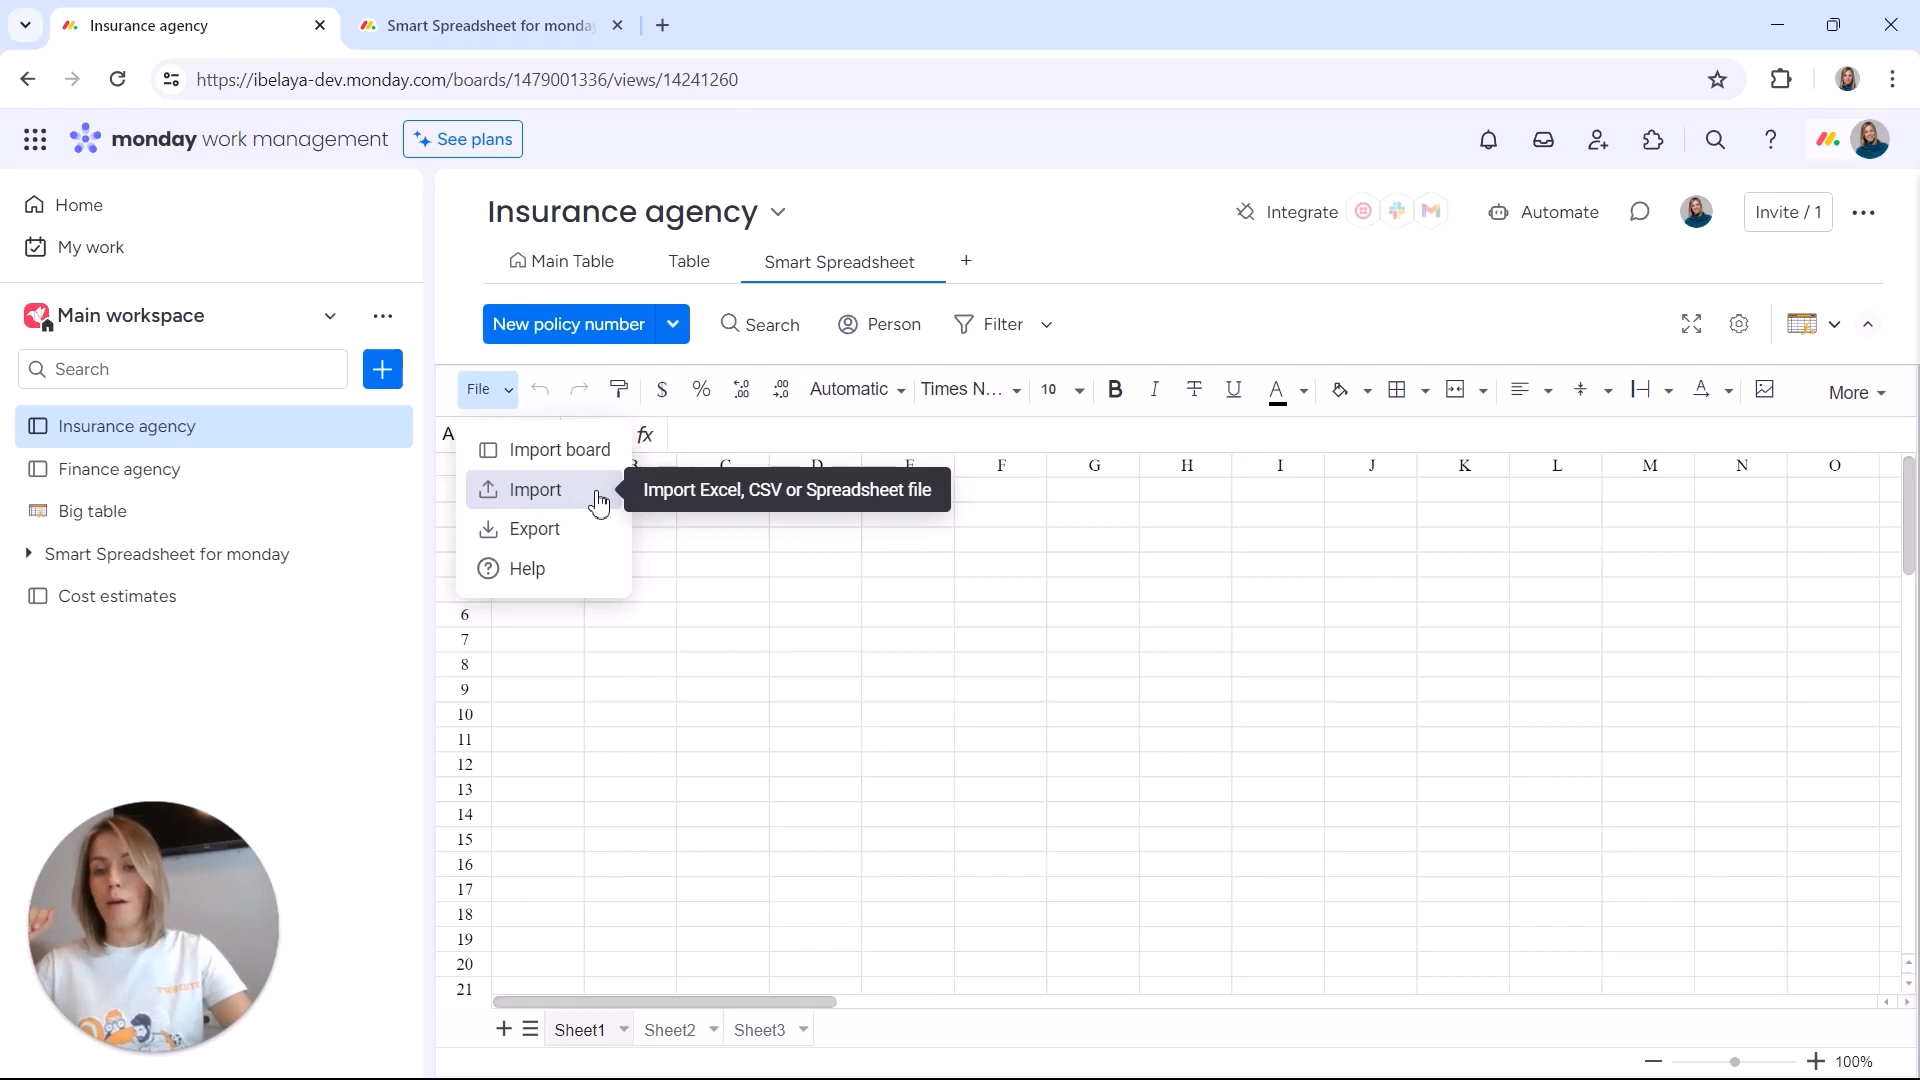 Insurance agency
Smart Spreadsheet for monda
https://ibelaya-dev.monday.com/boards/1479001336/views/14241260
monday work management
See plans
Home
My work
Main workspace
Search
Insurance agency
Finance agency
Big table
Smart Spreadsheet for monday
Cost estimates
Insurance agency
Integrate
Automate
Invite / 1
Main Table
Table
Smart Spreadsheet
New policy number
Search
Person
Filter
File
$
%
.00
.00
Automatic
Times N...
10
B
I
T
U
A
A
More
A
fx
Import board
Import
Export
Help
Import Excel, CSV or Spreadsheet file
B C D E F G H I J K L M N O
6
7
8
9
10
11
12
13
14
15
16
17
18
19
20
21
Sheet1
Sheet2
Sheet3
100%